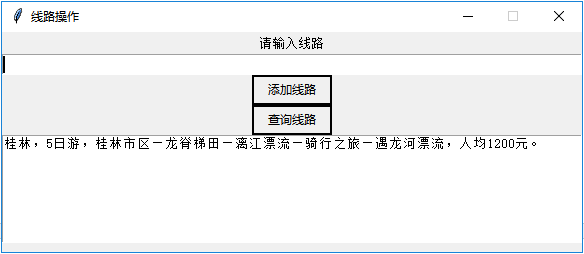 线路操作
请输入线路
添加线路
查询线路
桂林，5日游，桂林市区—龙脊梯田—漓江漂流—骑行之旅—遇龙河漂流，人均1200元。